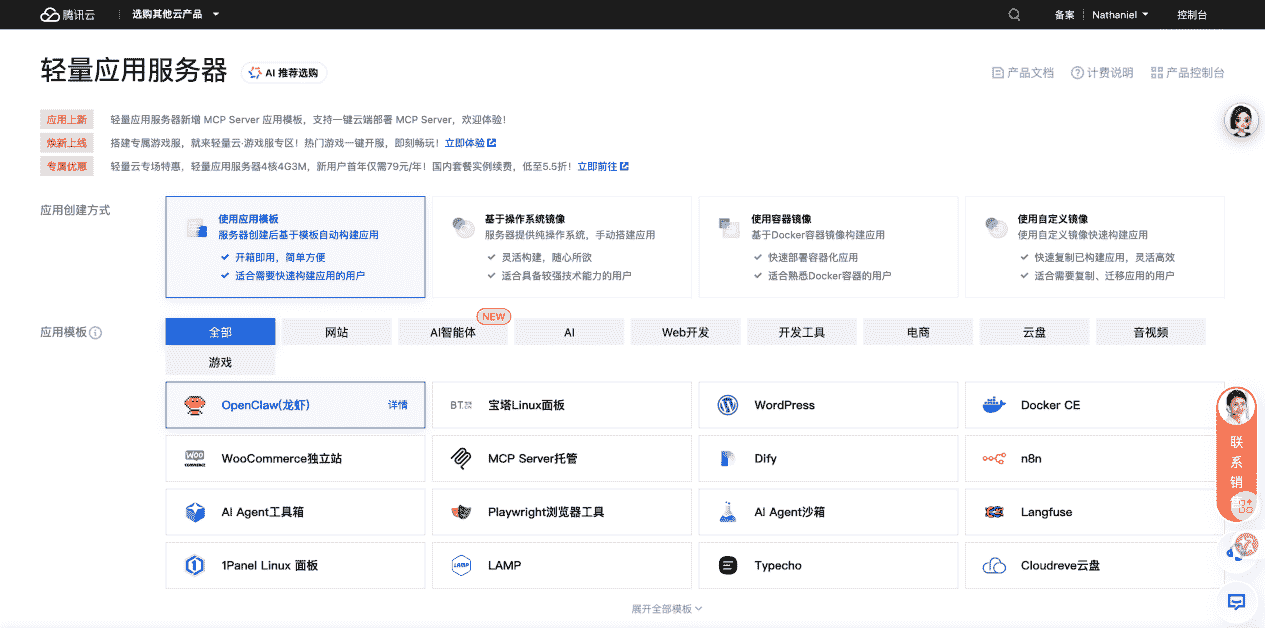 腾讯云 选购其他云产品 备案 Nathaniel 控制台
轻量应用服务器 AI 推荐选购 产品文档 计费说明 产品控制台
应用上新 轻量应用服务器新增 MCP Server 应用模板，支持一键云端部署 MCP Server，欢迎体验！
焕新上线 搭建专属游戏服，就来轻量云·游戏服专区！热门游戏一键开服，即刻畅玩！立即体验
专属优惠 轻量云专场特惠，轻量应用服务器4核4G3M，新用户首年仅需79元/年！国内套餐实例续费，低至5.5折！立即前往
应用创建方式
使用应用模板
服务器创建后基于模板自动构建应用
开箱即用，简单方便
适合需要快速构建应用的用户
基于操作系统镜像
服务器提供纯操作系统，手动搭建应用
灵活构建，随心所欲
适合具备较强技术能力的用户
使用容器镜像
基于Docker容器镜像构建应用
快速部署容器化应用
适合熟悉Docker容器的用户
使用自定义镜像
使用自定义镜像快速构建应用
快速复制已构建应用，灵活高效
适合需要复制、迁移应用的用户
应用模板
全部 网站 AI智能体 NEW AI Web开发 开发工具 电商 云盘 音视频
游戏
OpenClaw(龙虾) 详情 BT.宝塔 宝塔Linux面板 WordPress Docker CE
WOO COMMERCE WooCommerce独立站 MCP Server托管 Dify n8n
AI Agent工具箱 Playwright浏览器工具 AI Agent沙箱 Langfuse
1Panel Linux 面板 LAMP LAMP Typecho Cloudreve云盘
展开全部模板
联
系
销